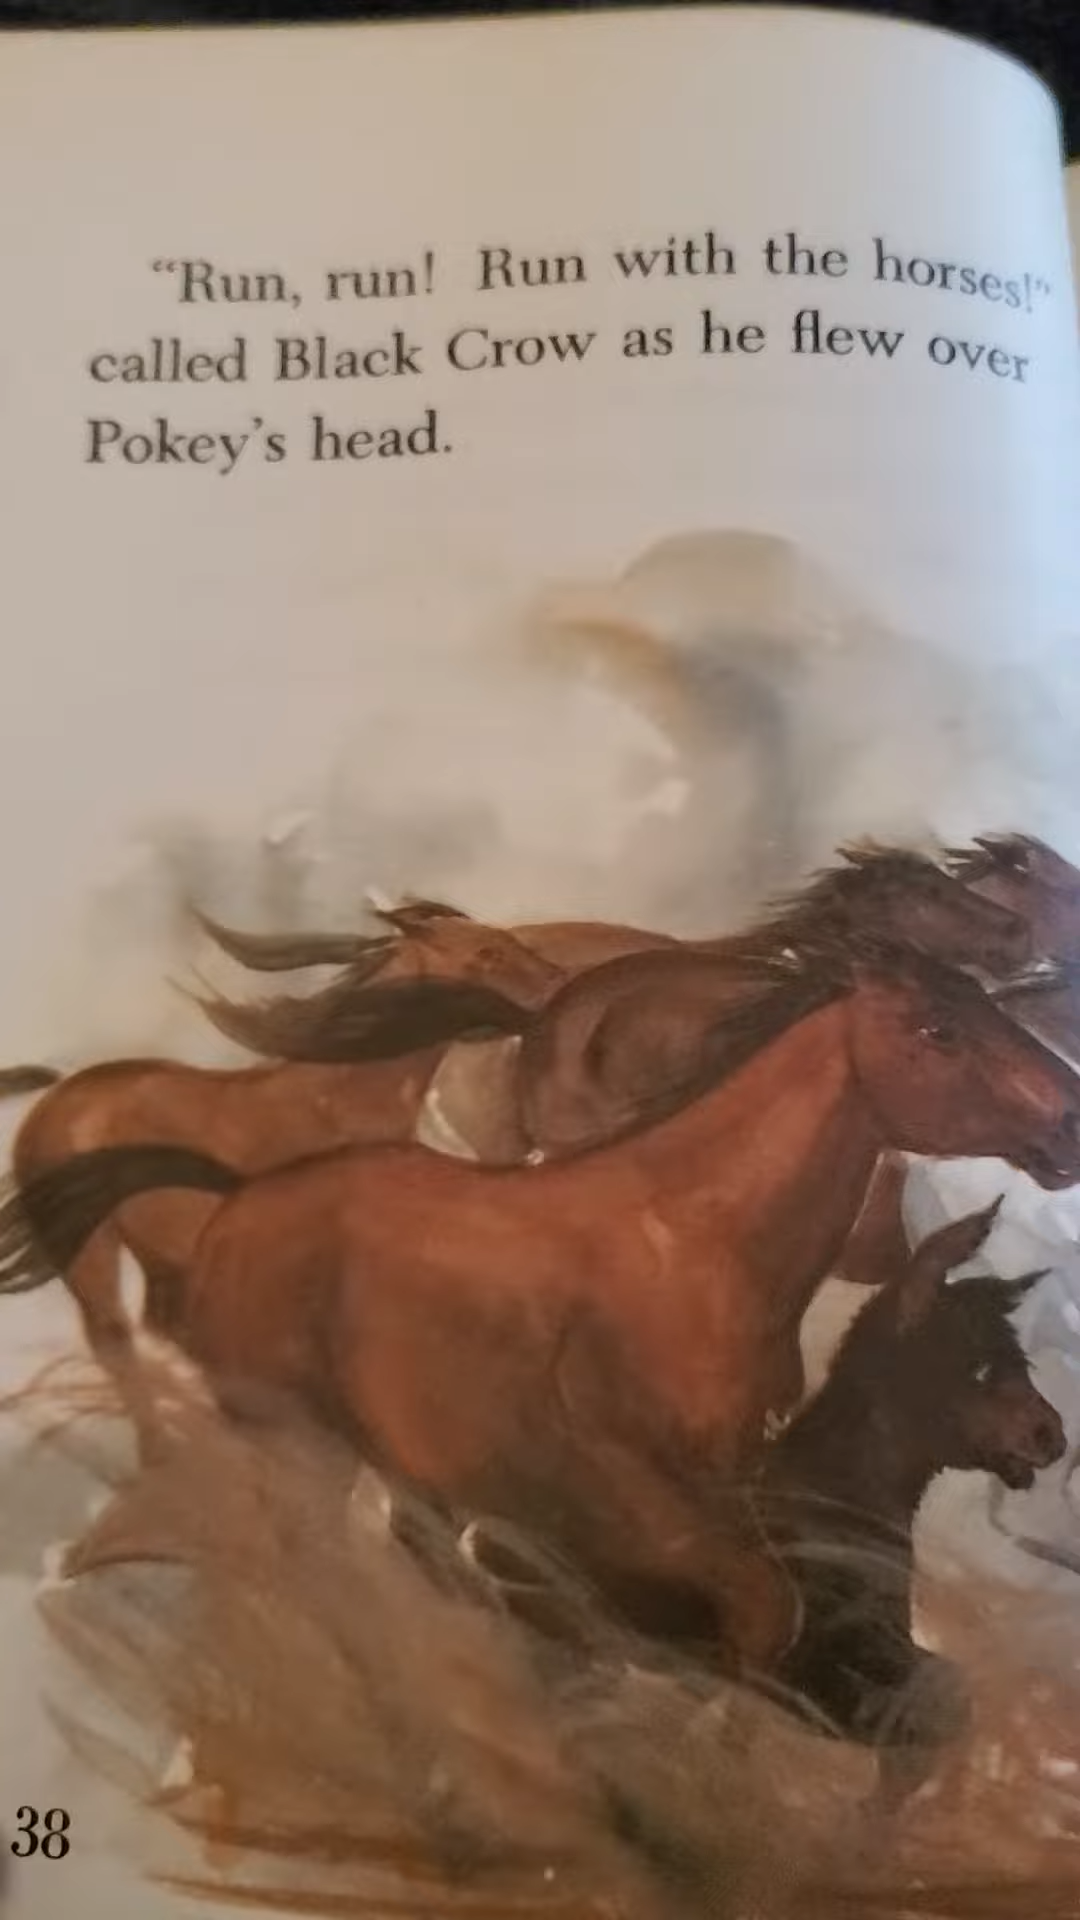 “Run, run! Run with the horses!”
called Black Crow as he flew over
Pokey’s head.
38